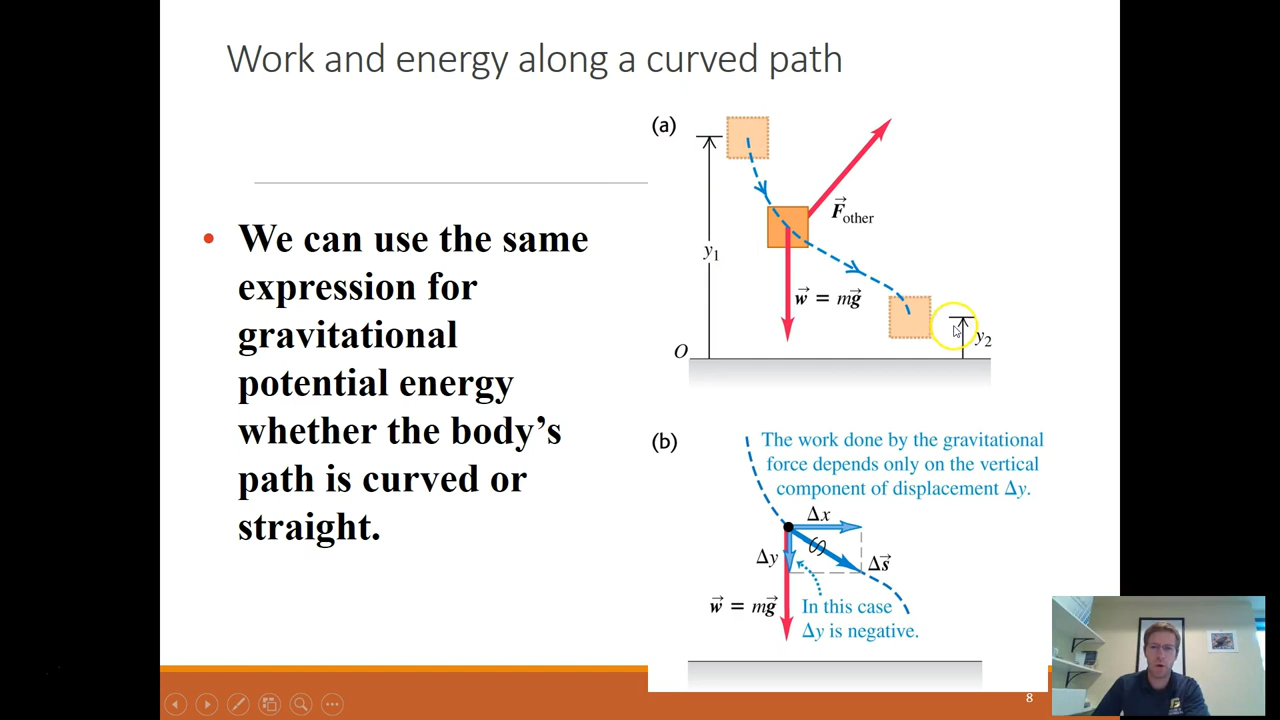 Work and energy along a curved path
• We can use the same
expression for
gravitational
potential energy
whether the body’s
path is curved or
straight.
(a)
F⃗other
y1
w⃗ = mg⃗
y2
O
(b)
The work done by the gravitational
force depends only on the vertical
component of displacement Δy.
Δx
Δy
Δs⃗
w⃗ = mg⃗
In this case
Δy is negative.
8